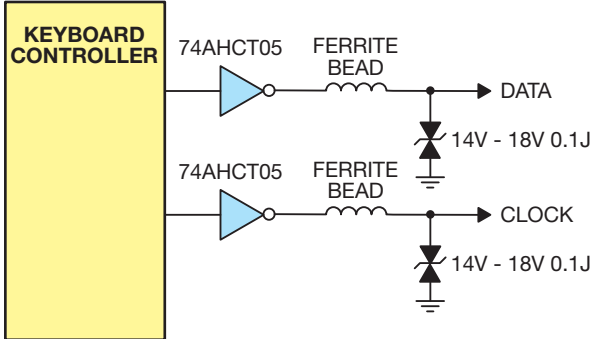 KEYBOARD
CONTROLLER
74AHCT05
FERRITE
BEAD
DATA
14V - 18V 0.1J
74AHCT05
FERRITE
BEAD
CLOCK
14V - 18V 0.1J